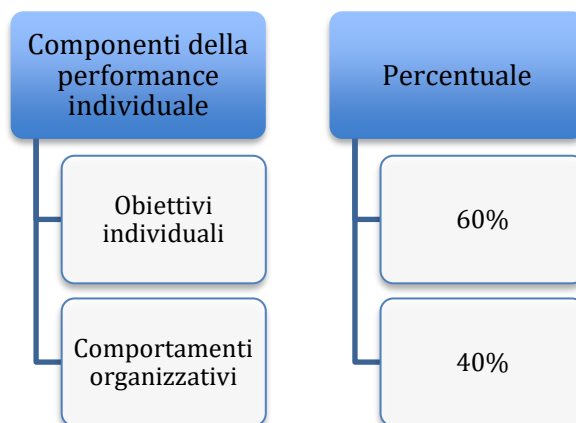 Componenti della
performance
individuale
Percentuale
Obiettivi
individuali
60%
Comportamenti
organizzativi
40%